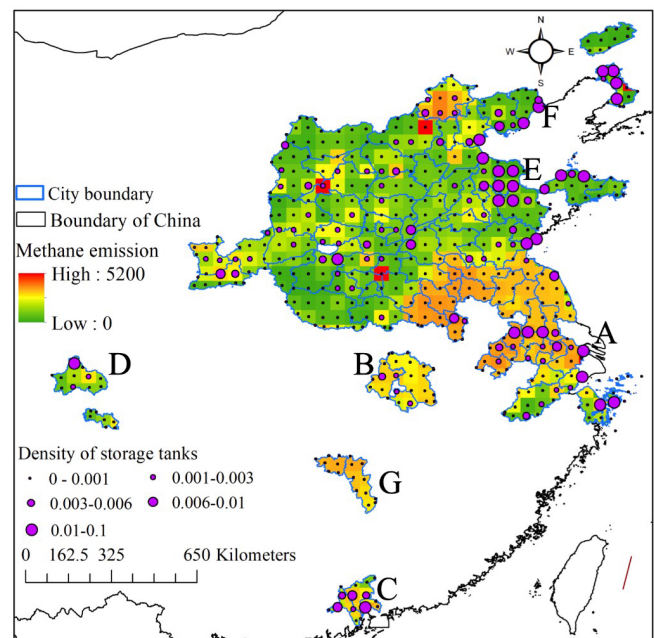 N
W E
S
F
E
City boundary
Boundary of China
Methane emission
High : 5200
Low : 0
A
D
B
Density of storage tanks
0 - 0.001 0.001-0.003
0.003-0.006 0.006-0.01
0.01-0.1
G
0 162.5 325 650 Kilometers
C